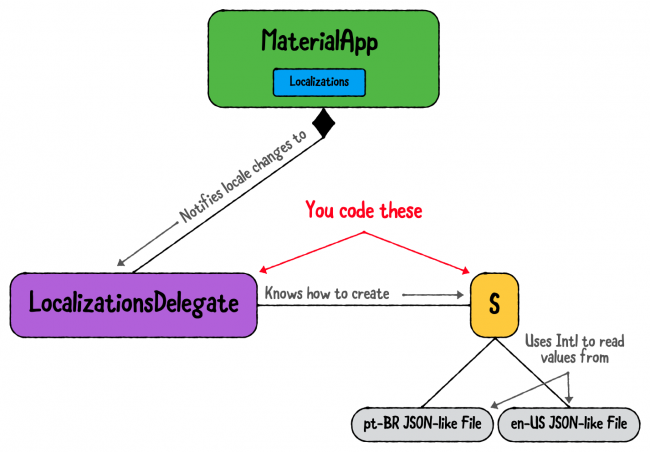 MaterialApp
Localizations
Notifies locale changes to
You code these
LocalizationsDelegate
Knows how to create
S
Uses Intl to read
values from
pt-BR JSON-like File
en-US JSON-like File